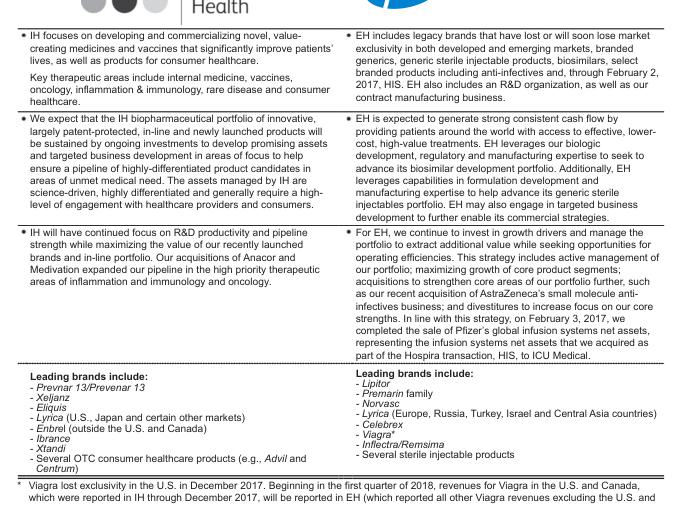 Health
• IH focuses on developing and commercializing novel, value-
creating medicines and vaccines that significantly improve patients’
lives, as well as products for consumer healthcare.
Key therapeutic areas include internal medicine, vaccines,
oncology, inflammation & immunology, rare disease and consumer
healthcare.
• EH includes legacy brands that have lost or will soon lose market
exclusivity in both developed and emerging markets, branded
generics, generic sterile injectable products, biosimilars, select
branded products including anti-infectives and, through February 2,
2017, HIS. EH also includes an R&D organization, as well as our
contract manufacturing business.
• We expect that the IH biopharmaceutical portfolio of innovative,
largely patent-protected, in-line and newly launched products will
be sustained by ongoing investments to develop promising assets
and targeted business development in areas of focus to help
ensure a pipeline of highly-differentiated product candidates in
areas of unmet medical need. The assets managed by IH are
science-driven, highly differentiated and generally require a high-
level of engagement with healthcare providers and consumers.
• EH is expected to generate strong consistent cash flow by
providing patients around the world with access to effective, lower-
cost, high-value treatments. EH leverages our biologic
development, regulatory and manufacturing expertise to seek to
advance its biosimilar development portfolio. Additionally, EH
leverages capabilities in formulation development and
manufacturing expertise to help advance its generic sterile
injectables portfolio. EH may also engage in targeted business
development to further enable its commercial strategies.
• IH will have continued focus on R&D productivity and pipeline
strength while maximizing the value of our recently launched
brands and in-line portfolio. Our acquisitions of Anacor and
Medivation expanded our pipeline in the high priority therapeutic
areas of inflammation and immunology and oncology.
• For EH, we continue to invest in growth drivers and manage the
portfolio to extract additional value while seeking opportunities for
operating efficiencies. This strategy includes active management of
our portfolio; maximizing growth of core product segments;
acquisitions to strengthen core areas of our portfolio further, such
as our recent acquisition of AstraZeneca’s small molecule anti-
infectives business; and divestitures to increase focus on our core
strengths. In line with this strategy, on February 3, 2017, we
completed the sale of Pfizer’s global infusion systems net assets,
representing the infusion systems net assets that we acquired as
part of the Hospira transaction, HIS, to ICU Medical.
Leading brands include:
- Prevnar 13/Prevenar 13
- Xeljanz
- Eliquis
- Lyrica (U.S., Japan and certain other markets)
- Enbrel (outside the U.S. and Canada)
- Ibrance
- Xtandi
- Several OTC consumer healthcare products (e.g., Advil and
Centrum)
Leading brands include:
- Lipitor
- Premarin family
- Norvasc
- Lyrica (Europe, Russia, Turkey, Israel and Central Asia countries)
- Celebrex
- Viagra*
- Inflectra/Remsima
- Several sterile injectable products
* Viagra lost exclusivity in the U.S. in December 2017. Beginning in the first quarter of 2018, revenues for Viagra in the U.S. and Canada,
which were reported in IH through December 2017, will be reported in EH (which reported all other Viagra revenues excluding the U.S. and